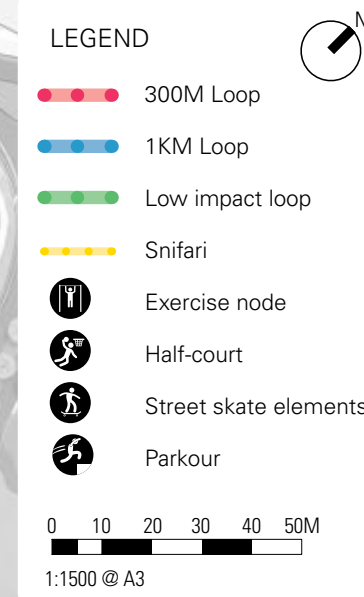 LEGEND
300M Loop
1KM Loop
Low impact loop
Snifari
Exercise node
Half-court
Street skate elements
Parkour
0 10 20 30 40 50M
1:1500 @ A3